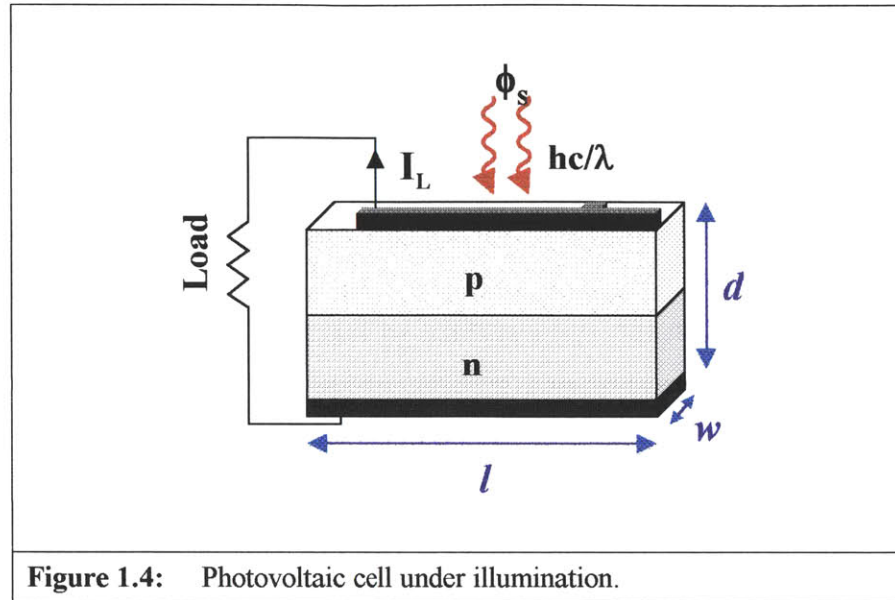 ϕs
hc/λ
IL
Load
p
n
d
w
l
Figure 1.4: Photovoltaic cell under illumination.